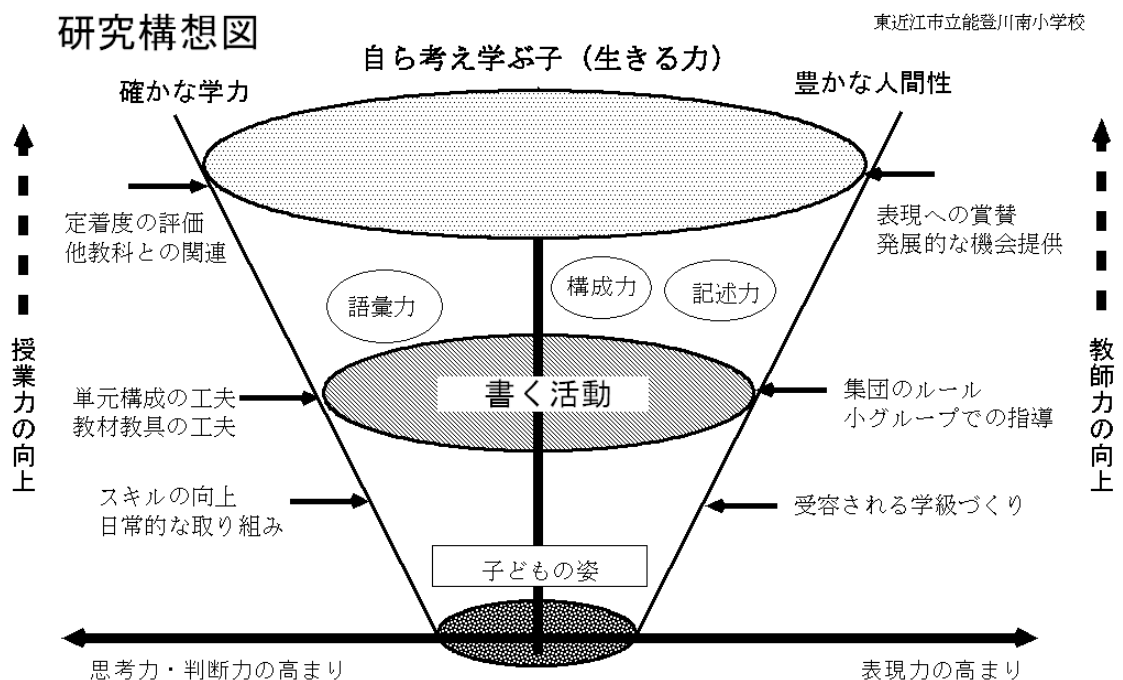 研究構想図
東近江市立能登川南小学校
自ら考え学ぶ子（生きる力）
確かな学力
豊かな人間性
定着度の評価
他教科との関連
表現への賞賛
発展的な機会提供
語彙力
構成力
記述力
授業力の向上
教師力の向上
書く活動
単元構成の工夫
教材教具の工夫
集団のルール
小グループでの指導
スキルの向上
日常的な取り組み
受容される学級づくり
子どもの姿
思考力・判断力の高まり
表現力の高まり